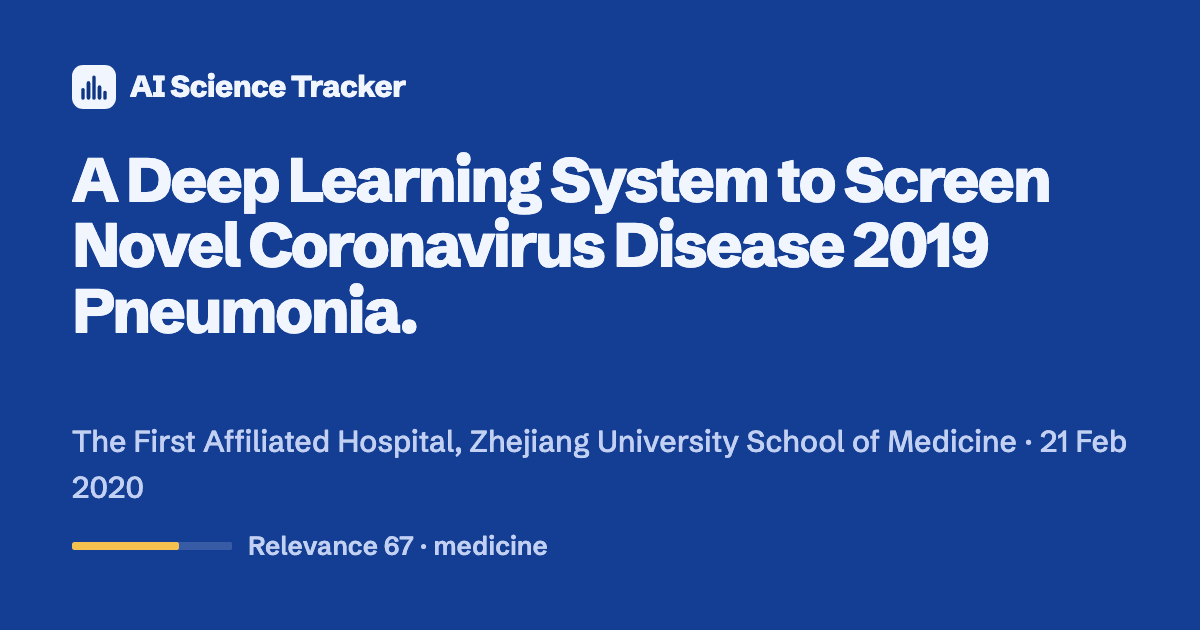 AI Science Tracker
A Deep Learning System to Screen
Novel Coronavirus Disease 2019
Pneumonia.
The First Affiliated Hospital, Zhejiang University School of Medicine · 21 Feb
2020
Relevance 67 · medicine